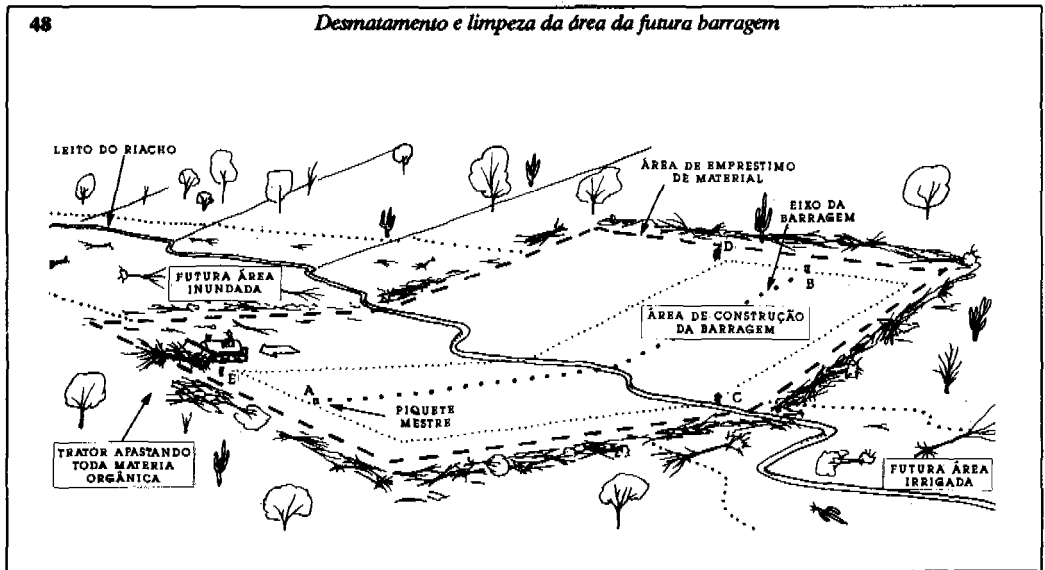 48
Desmatamento e limpeza da área da futura barragem
LEITO DO RIACHO
ÁREA DE EMPRESTIMO
DE MATERIAL
EIXO DA
BARRAGEM
D
B
FUTURA ÁREA
INUNDADA
ÁREA DE CONSTRUÇÃO
DA BARRAGEM
E
A
C
PIQUETE
MESTRE
TRATOR AFASTANDO
TODA MATERIA
ORGÂNICA
FUTURA ÁREA
IRRIGADA